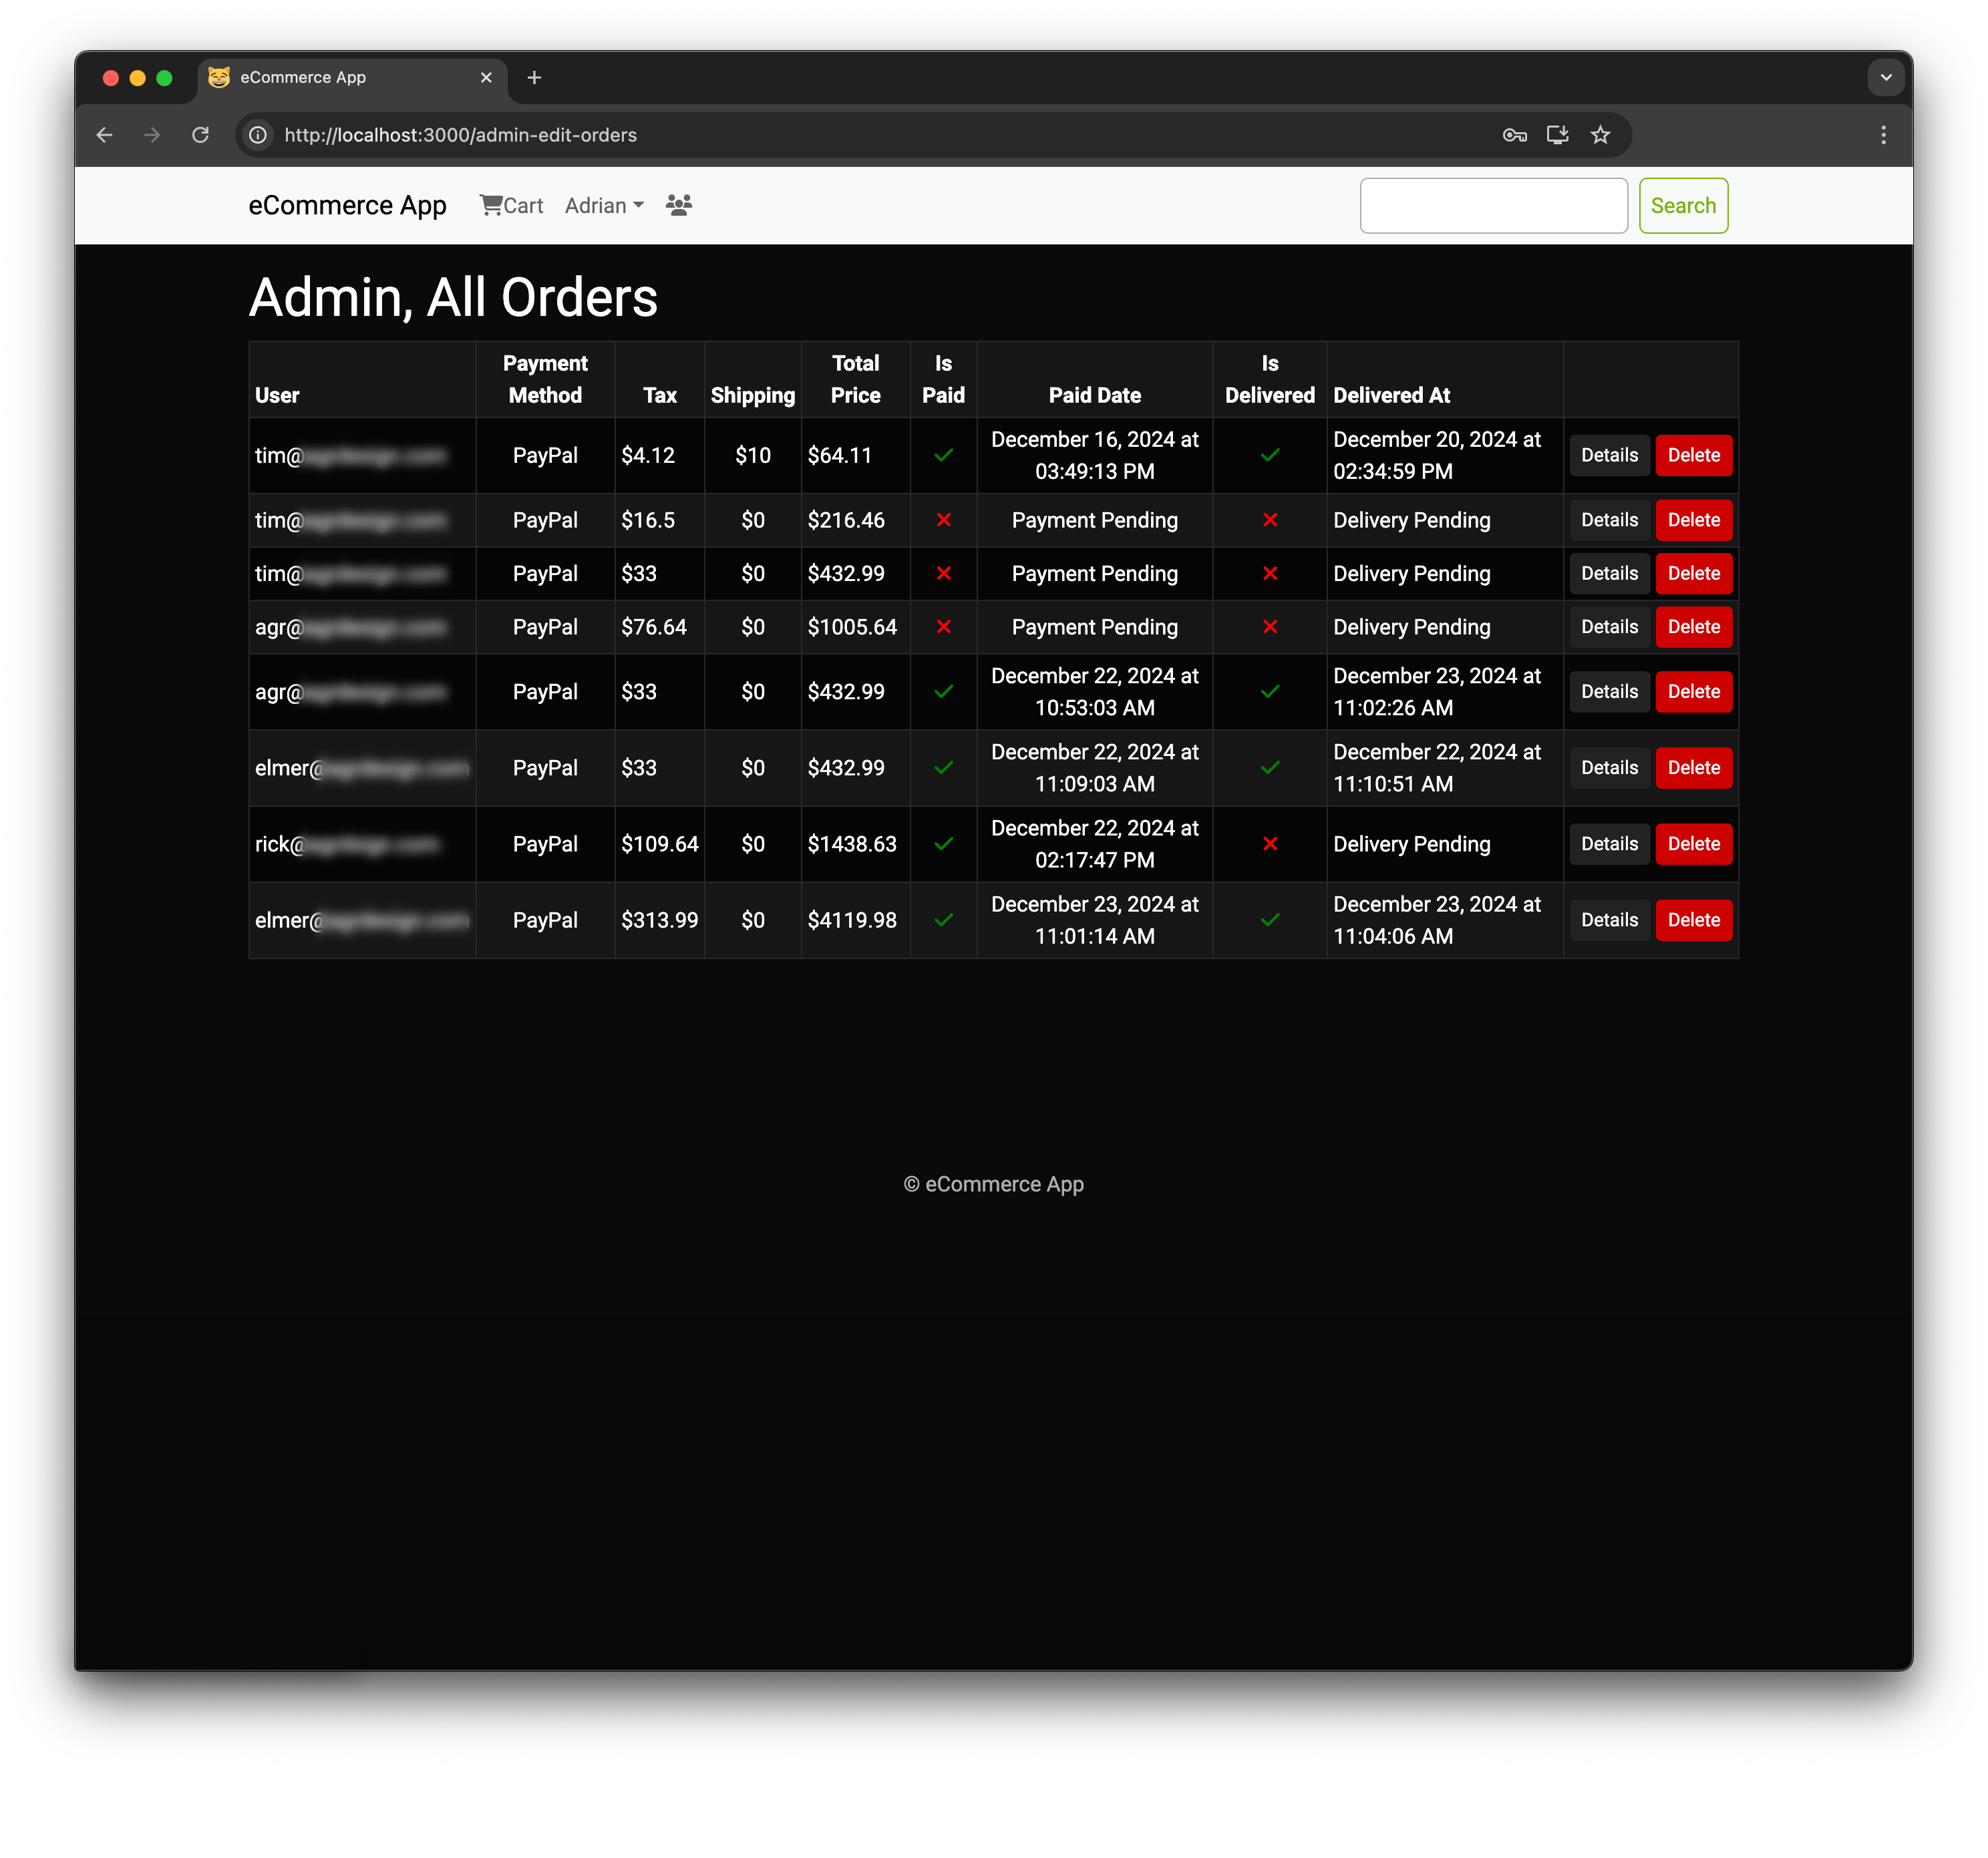 eCommerce App
http://localhost:3000/admin-edit-orders
eCommerce App Cart Adrian Search
Admin, All Orders
User Payment Method Tax Shipping Total Price Is Paid Paid Date Is Delivered Delivered At
tim@ PayPal $4.12 $10 $64.11 December 16, 2024 at 03:49:13 PM December 20, 2024 at 02:34:59 PM Details Delete
tim@ PayPal $16.5 $0 $216.46 Payment Pending Delivery Pending Details Delete
tim@ PayPal $33 $0 $432.99 Payment Pending Delivery Pending Details Delete
agr@ PayPal $76.64 $0 $1005.64 Payment Pending Delivery Pending Details Delete
agr@ PayPal $33 $0 $432.99 December 22, 2024 at 10:53:03 AM December 23, 2024 at 11:02:26 AM Details Delete
elmer@ PayPal $33 $0 $432.99 December 22, 2024 at 11:09:03 AM December 22, 2024 at 11:10:51 AM Details Delete
rick@ PayPal $109.64 $0 $1438.63 December 22, 2024 at 02:17:47 PM Delivery Pending Details Delete
elmer@ PayPal $313.99 $0 $4119.98 December 23, 2024 at 11:01:14 AM December 23, 2024 at 11:04:06 AM Details Delete
© eCommerce App